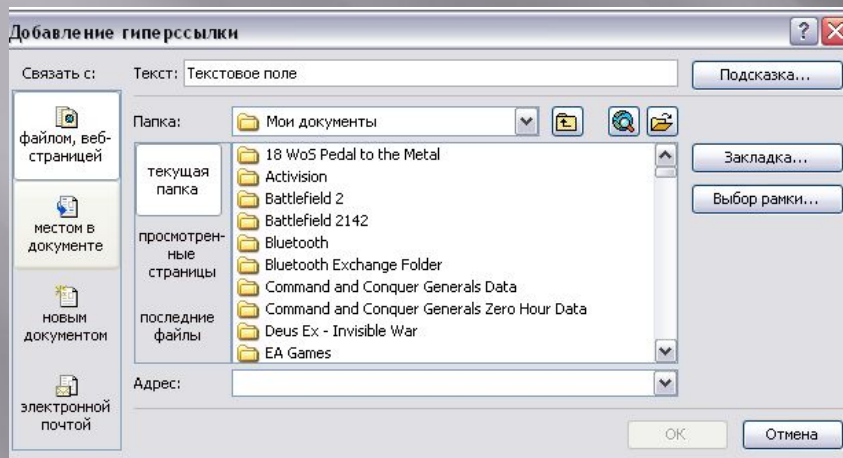 Добавление гиперссылки
Связать с:
Текст: Текстовое поле
Подсказка...
файлом, веб-
страницей
местом в
документе
новым
документом
электронной
почтой
Папка:
Мои документы
текущая
папка
просмотрен-
ные
страницы
последние
файлы
18 WoS Pedal to the Metal
Activision
Battlefield 2
Battlefield 2142
Bluetooth
Bluetooth Exchange Folder
Command and Conquer Generals Data
Command and Conquer Generals Zero Hour Data
Deus Ex - Invisible War
EA Games
Закладка...
Выбор рамки...
Адрес:
ОК
Отмена